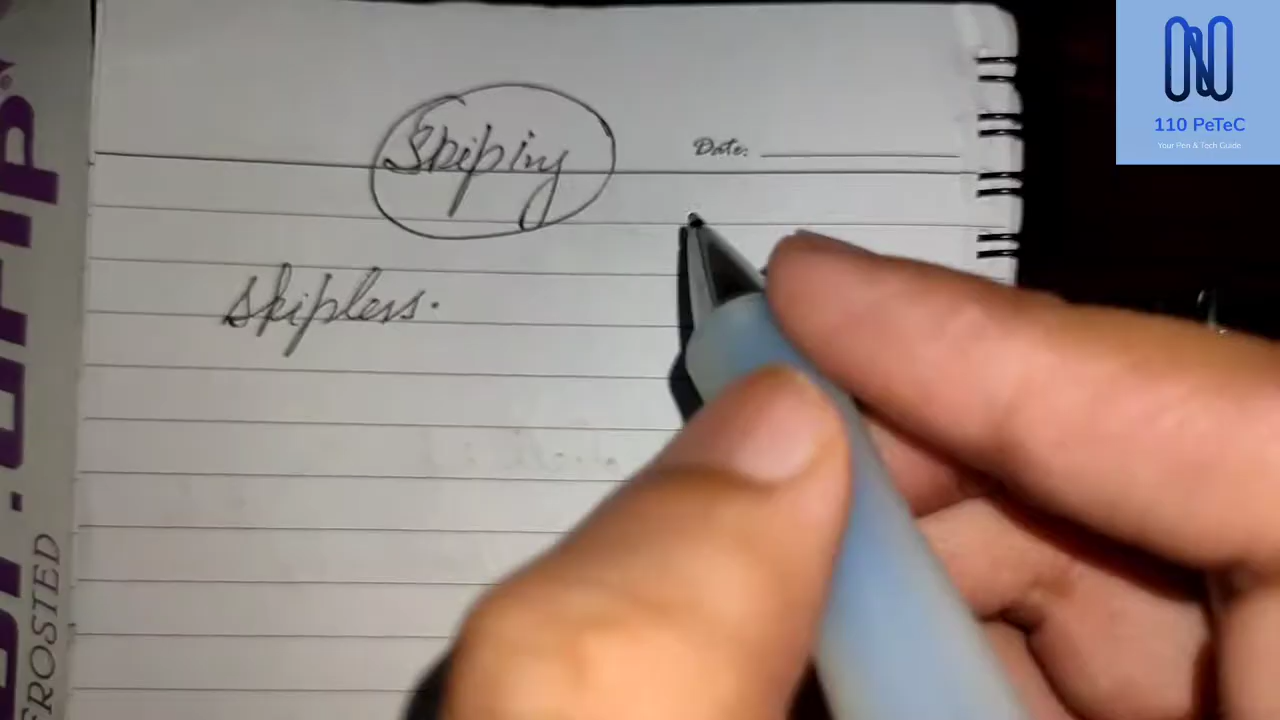 Skiping
Date:
skipless.
FROSTED
110 PeTeC
Your Pen & Tech Guide